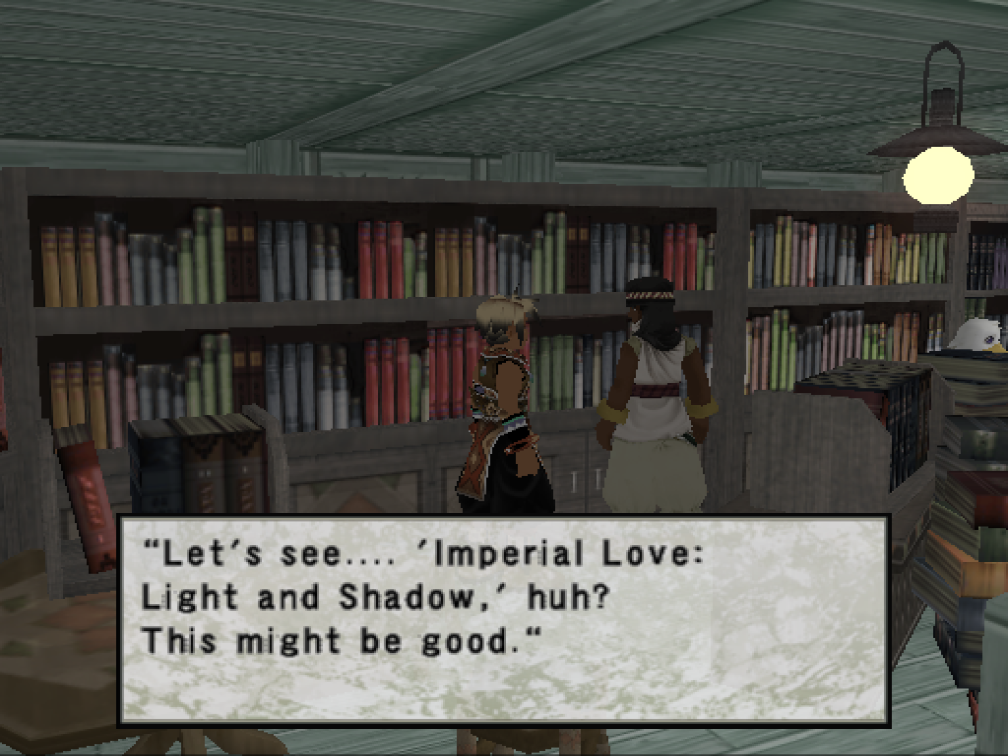 “Let's see.... 'Imperial Love:
Light and Shadow,' huh?
This might be good.“